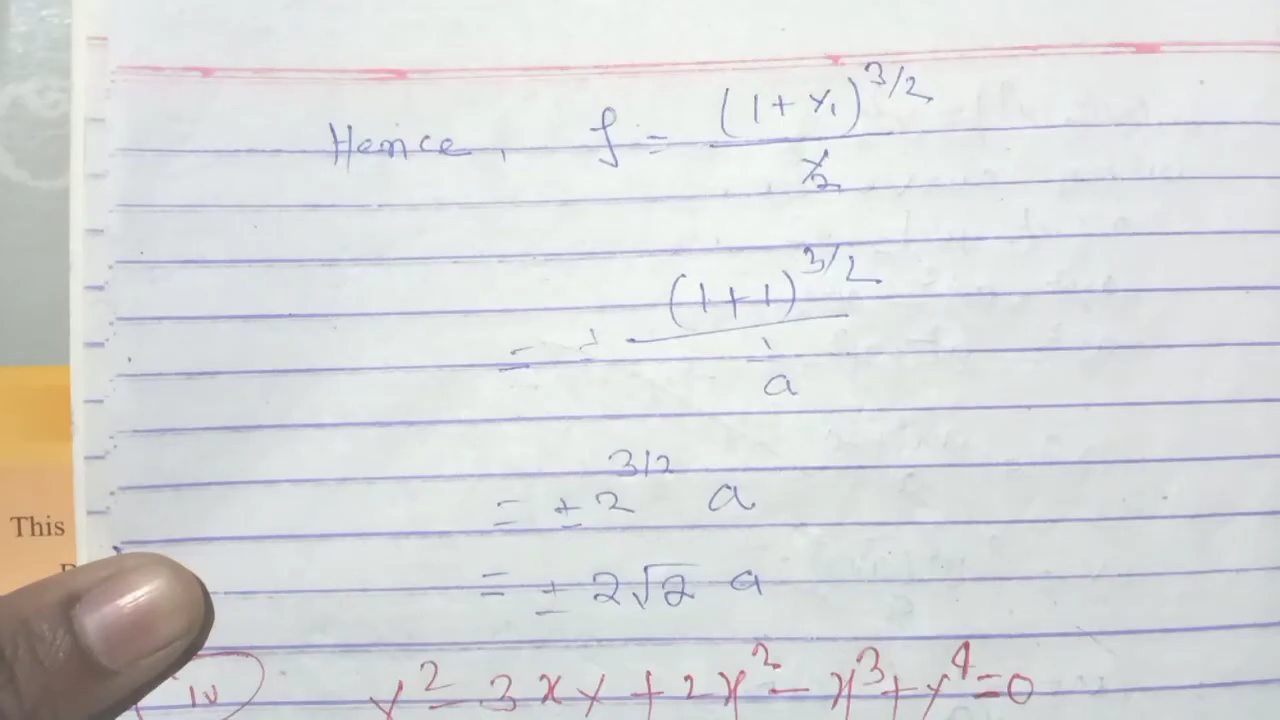 Hence, ρ = (1 + y₁)^3/2 / y₂
= ± (1+1)^3/2 / 1/a
= ± 2^3/2 a
= ± 2√2 a
This
iv) y² - 3xy + 2x² - x³ + y⁴ = 0